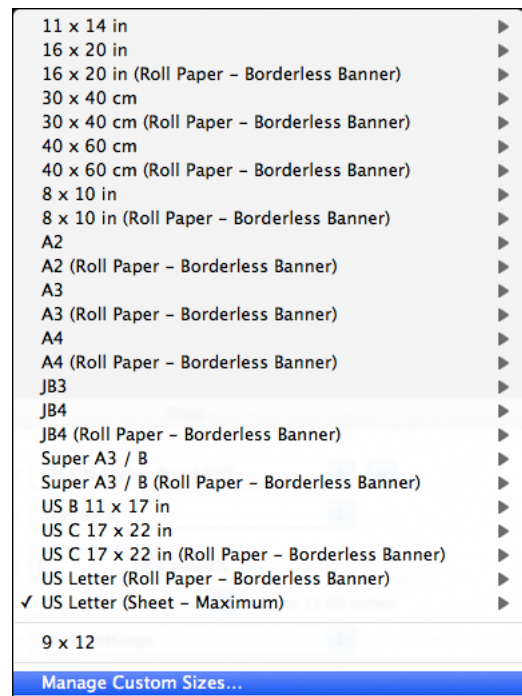 11 x 14 in
16 x 20 in
16 x 20 in (Roll Paper – Borderless Banner)
30 x 40 cm
30 x 40 cm (Roll Paper – Borderless Banner)
40 x 60 cm
40 x 60 cm (Roll Paper – Borderless Banner)
8 x 10 in
8 x 10 in (Roll Paper – Borderless Banner)
A2
A2 (Roll Paper – Borderless Banner)
A3
A3 (Roll Paper – Borderless Banner)
A4
A4 (Roll Paper – Borderless Banner)
JB3
JB4
JB4 (Roll Paper – Borderless Banner)
Super A3 / B
Super A3 / B (Roll Paper – Borderless Banner)
US B 11 x 17 in
US C 17 x 22 in
US C 17 x 22 in (Roll Paper – Borderless Banner)
US Letter (Roll Paper – Borderless Banner)
✓ US Letter (Sheet – Maximum)
9 x 12
Manage Custom Sizes...